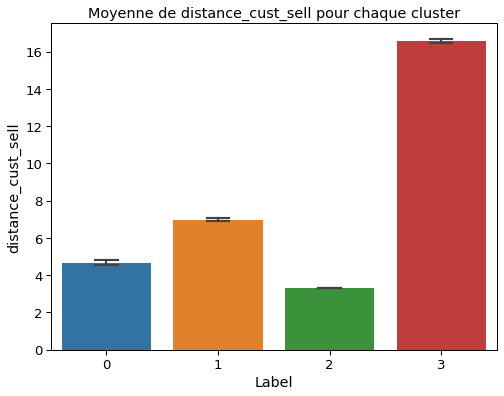 Moyenne de distance_cust_sell pour chaque cluster
distance_cust_sell
16
14
12
10
8
6
4
2
0
0 1 2 3
Label